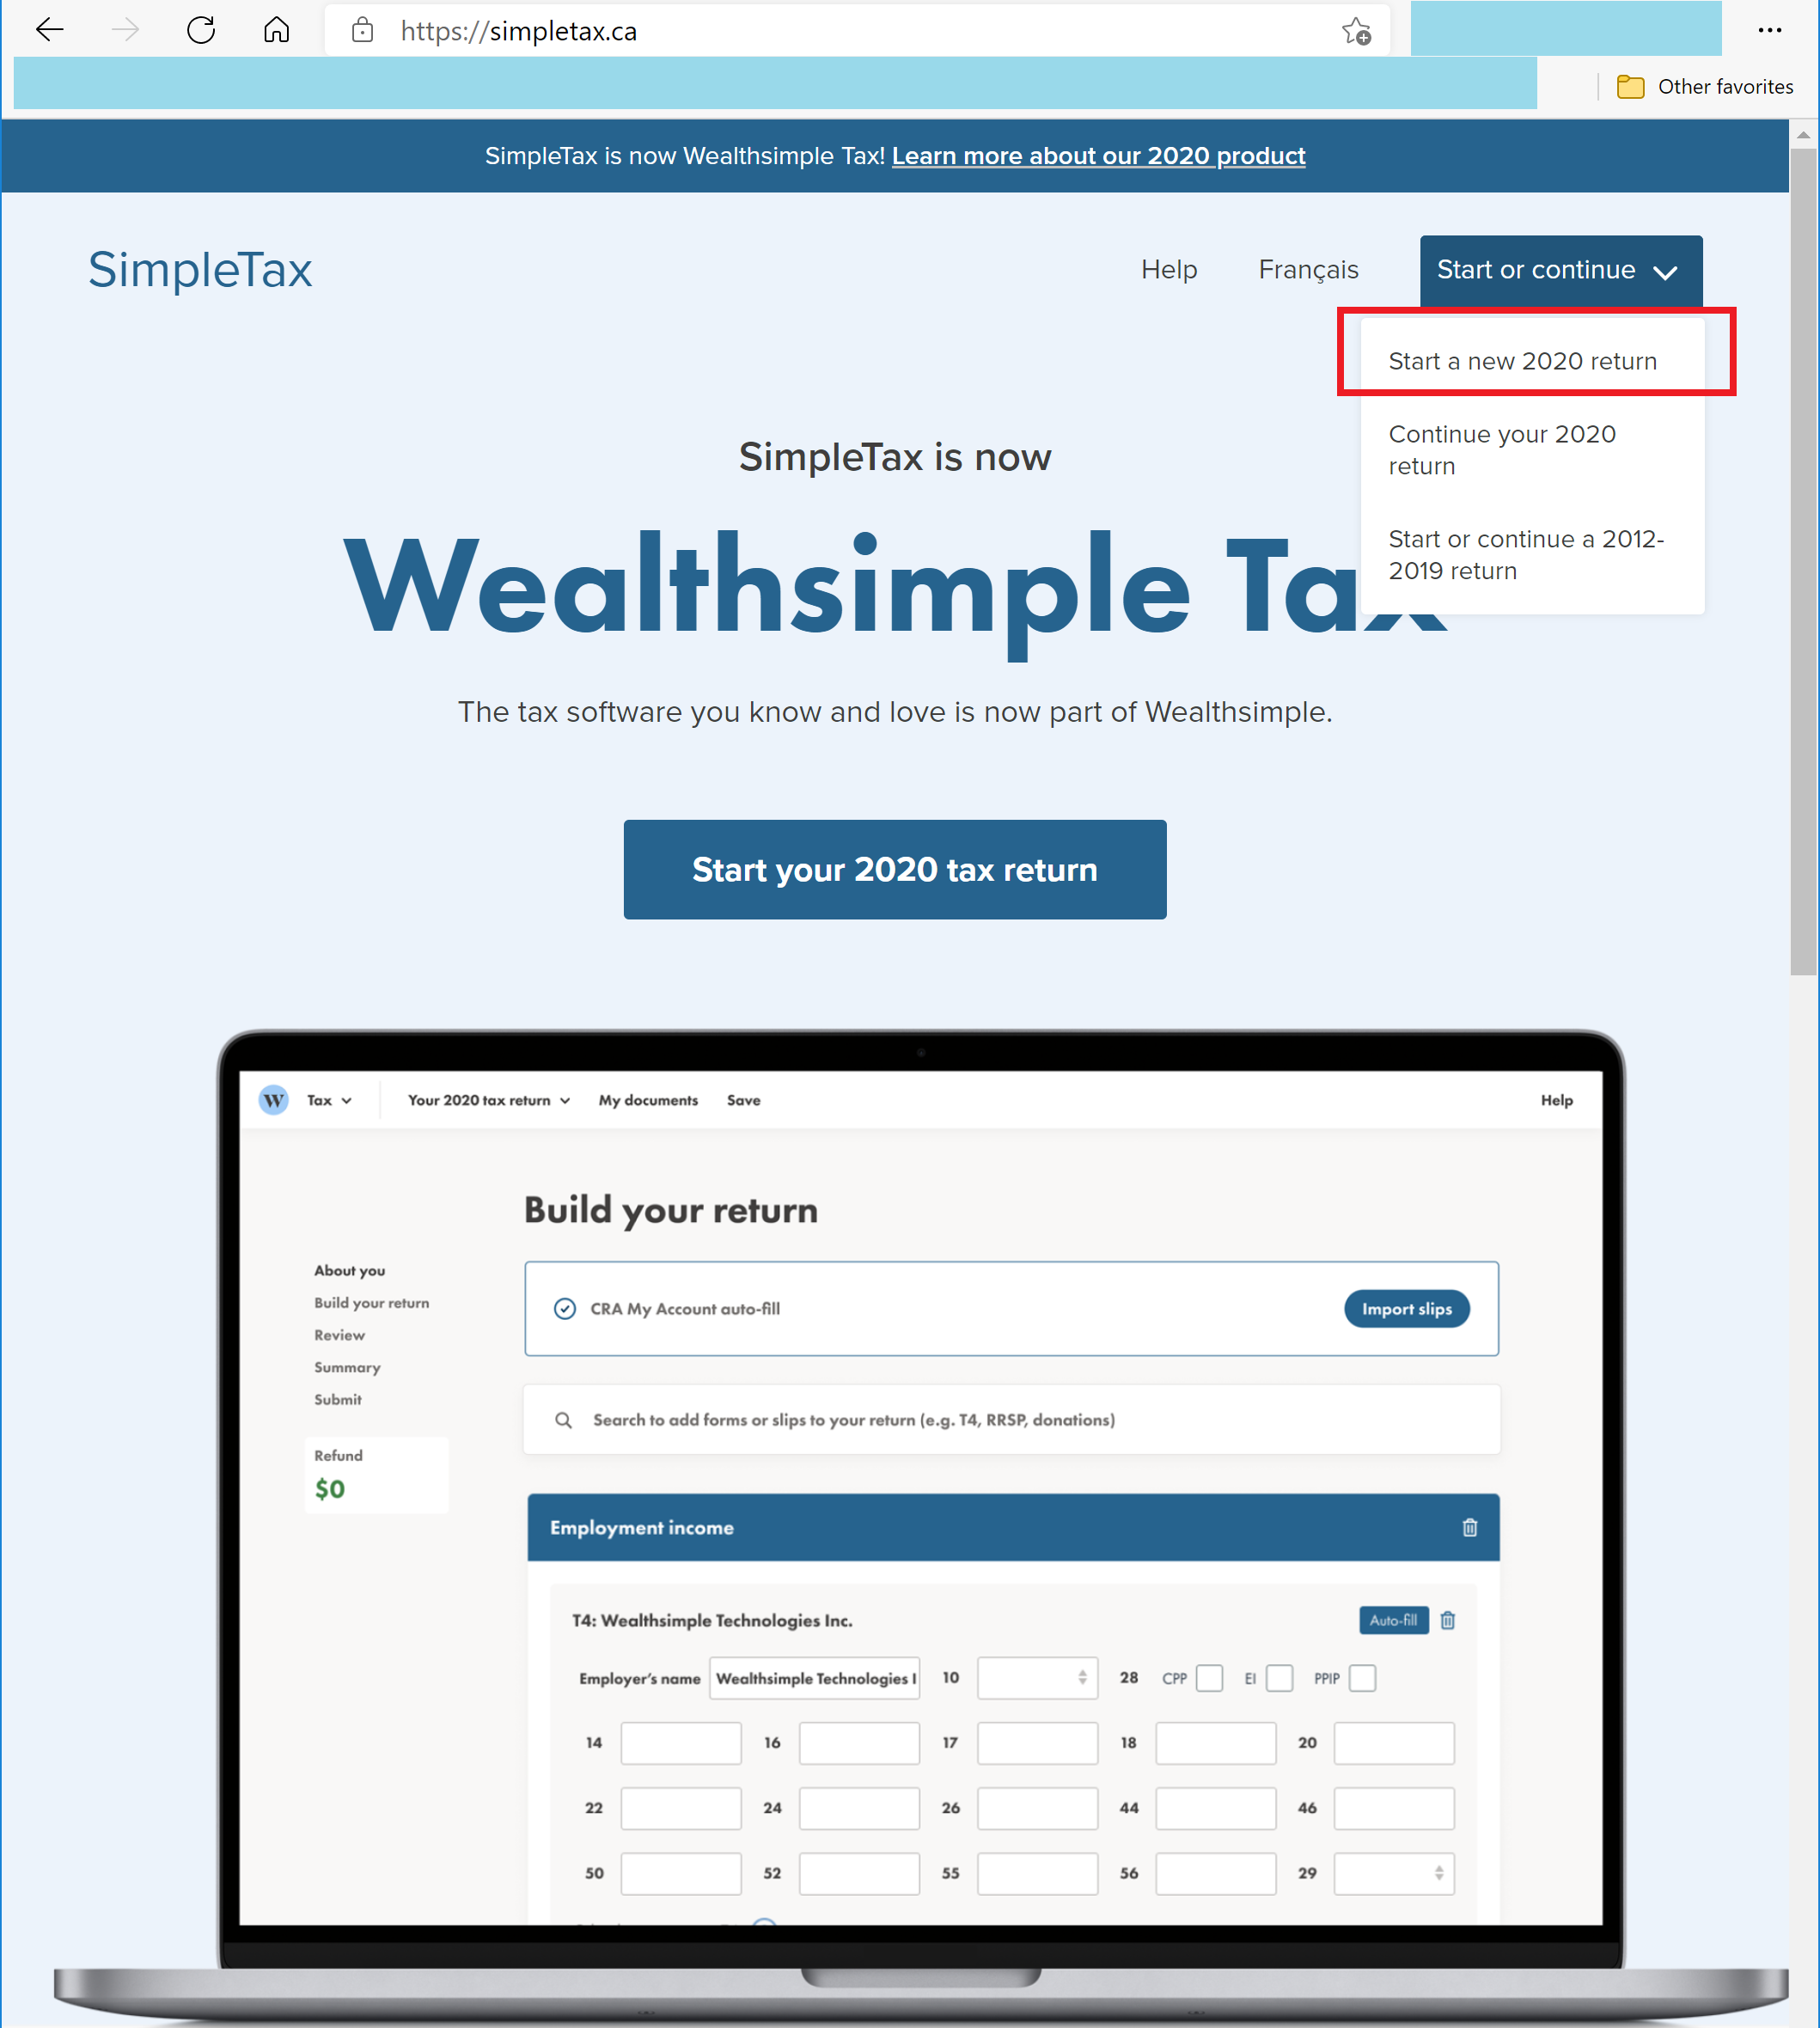 https://simpletax.ca
Other favorites
SimpleTax is now Wealthsimple Tax! Learn more about our 2020 product
SimpleTax
Help
Français
Start or continue
Start a new 2020 return
Continue your 2020
return
Start or continue a 2012-
2019 return
SimpleTax is now
Wealthsimple Tax
The tax software you know and love is now part of Wealthsimple.
Start your 2020 tax return
W
Tax
Your 2020 tax return
My documents
Save
Help
Build your return
About you
Build your return
Review
Summary
Submit
Refund
$0
CRA My Account auto-fill
Import slips
Search to add forms or slips to your return (e.g. T4, RRSP, donations)
Employment income
T4: Wealthsimple Technologies Inc.
Auto-fill
Employer's name Wealthsimple Technologies I 10 28 CPP EI PPIP
14 16 17 18 20
22 24 26 44 46
50 52 55 56 29